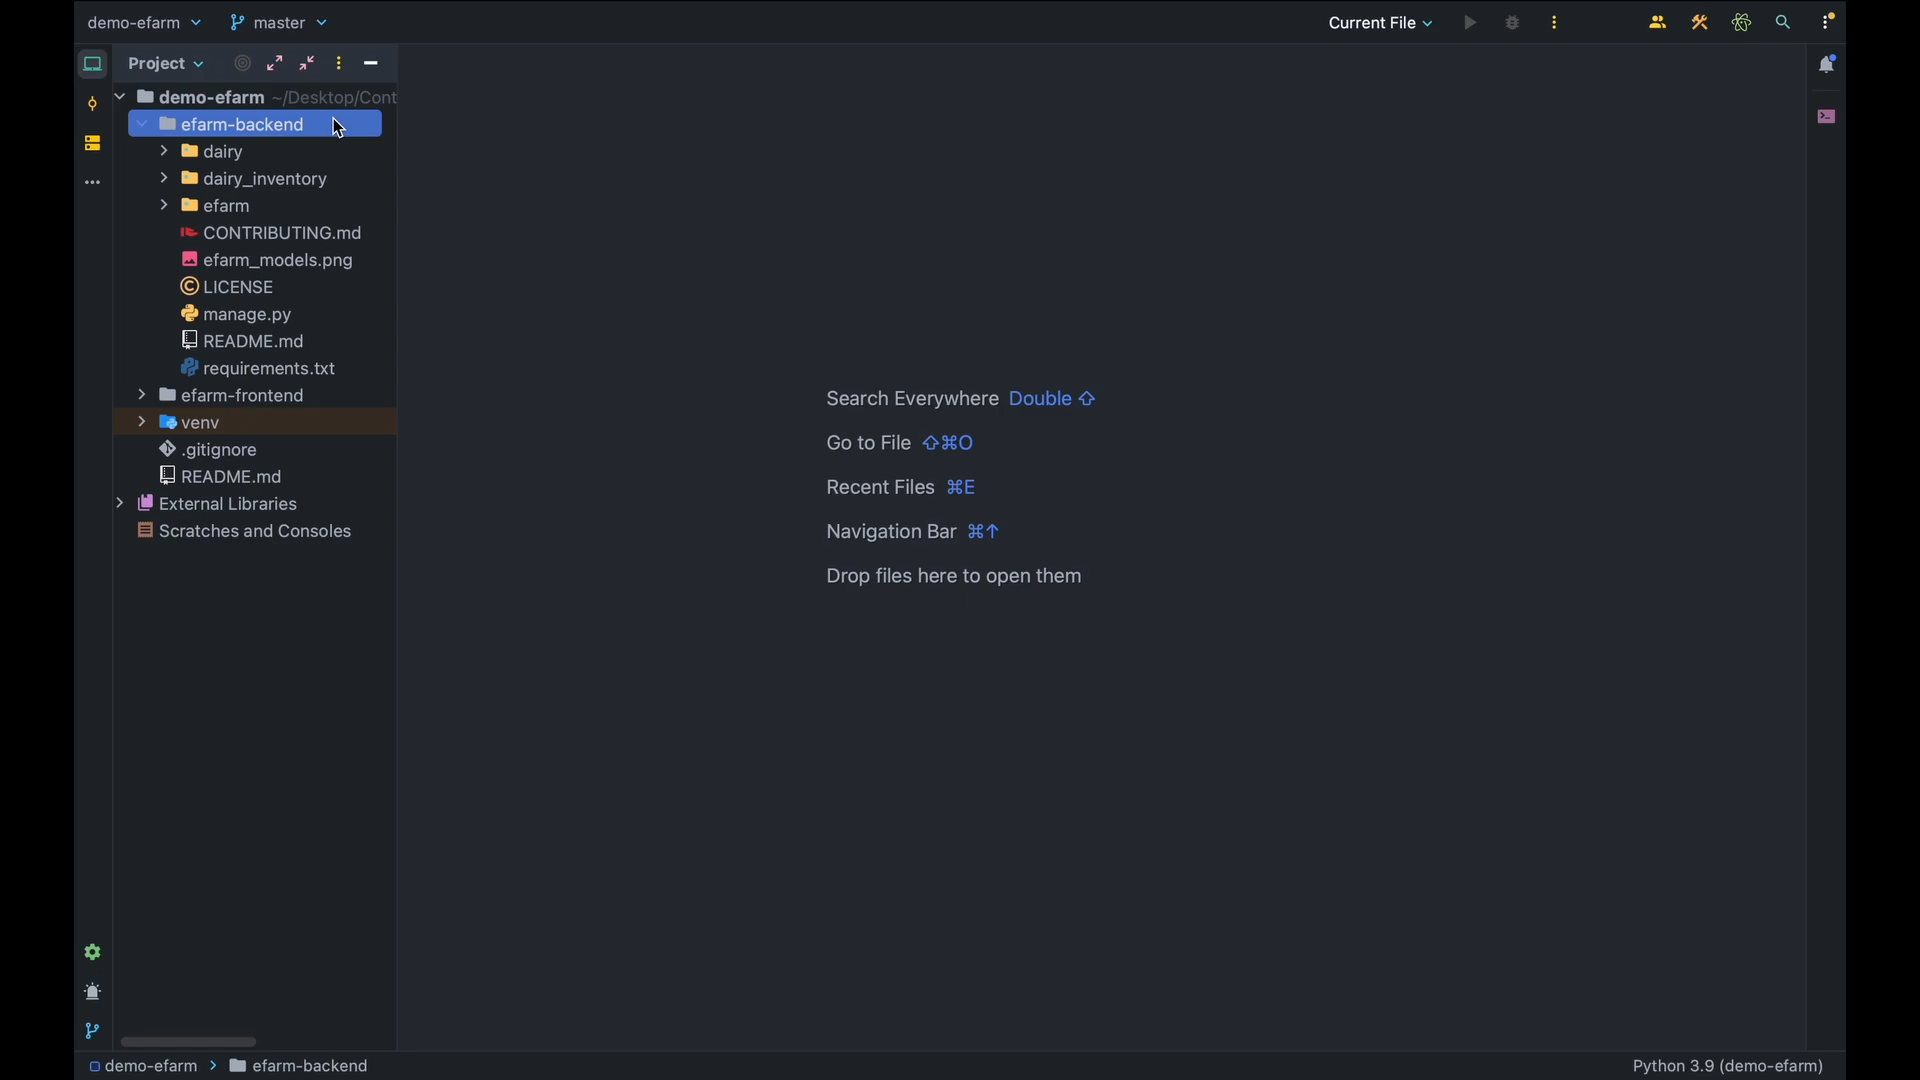 demo-efarm
master
Current File
Project
demo-efarm ~/Desktop/Cont
efarm-backend
dairy
dairy_inventory
efarm
CONTRIBUTING.md
efarm_models.png
LICENSE
manage.py
README.md
requirements.txt
efarm-frontend
venv
.gitignore
README.md
External Libraries
Scratches and Consoles
Search Everywhere Double ⇧
Go to File ⇧⌘O
Recent Files ⌘E
Navigation Bar ⌘↑
Drop files here to open them
demo-efarm > efarm-backend
Python 3.9 (demo-efarm)